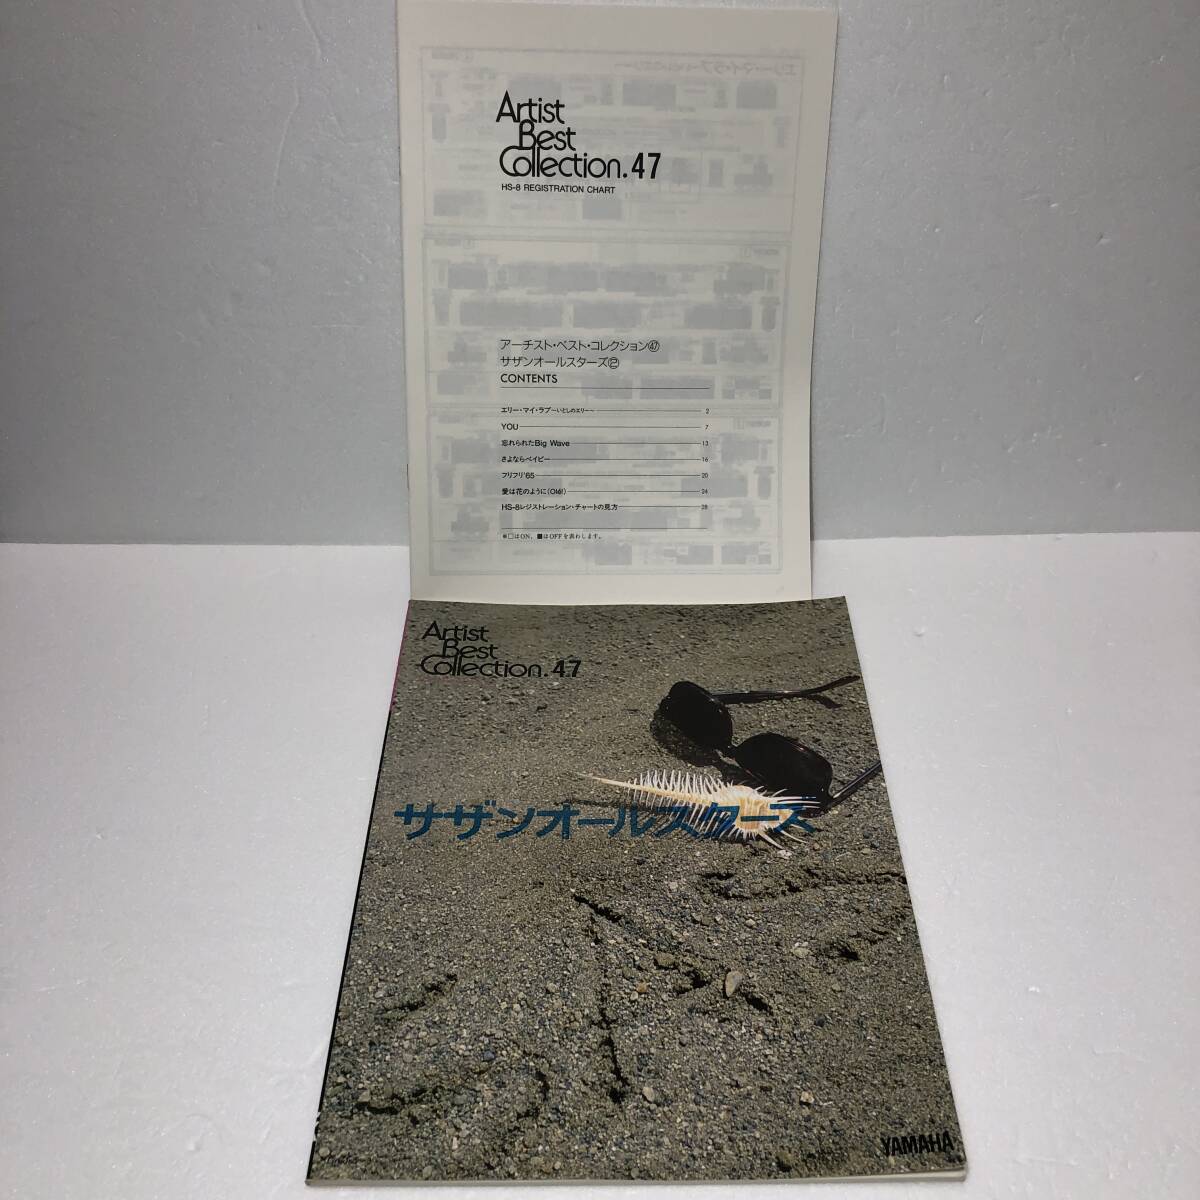 Artist
Best
Collection.47
HS-8 REGISTRATION CHART
アーチスト・ベスト・コレクション㊼
サザンオールスターズ⑫
CONTENTS
エリー・マイ・ラブ〜いとしのエリー〜 2
YOU 7
忘れられたBig Wave 13
さよならベイビー 16
フリフリ'65 20
愛は花のように(Olé!) 24
HS-8レジストレーション・チャートの見方 28
※□はON、■はOFFを表わします。
Artist
Best
Collection.47
サザンオールスターズ
YAMAHA